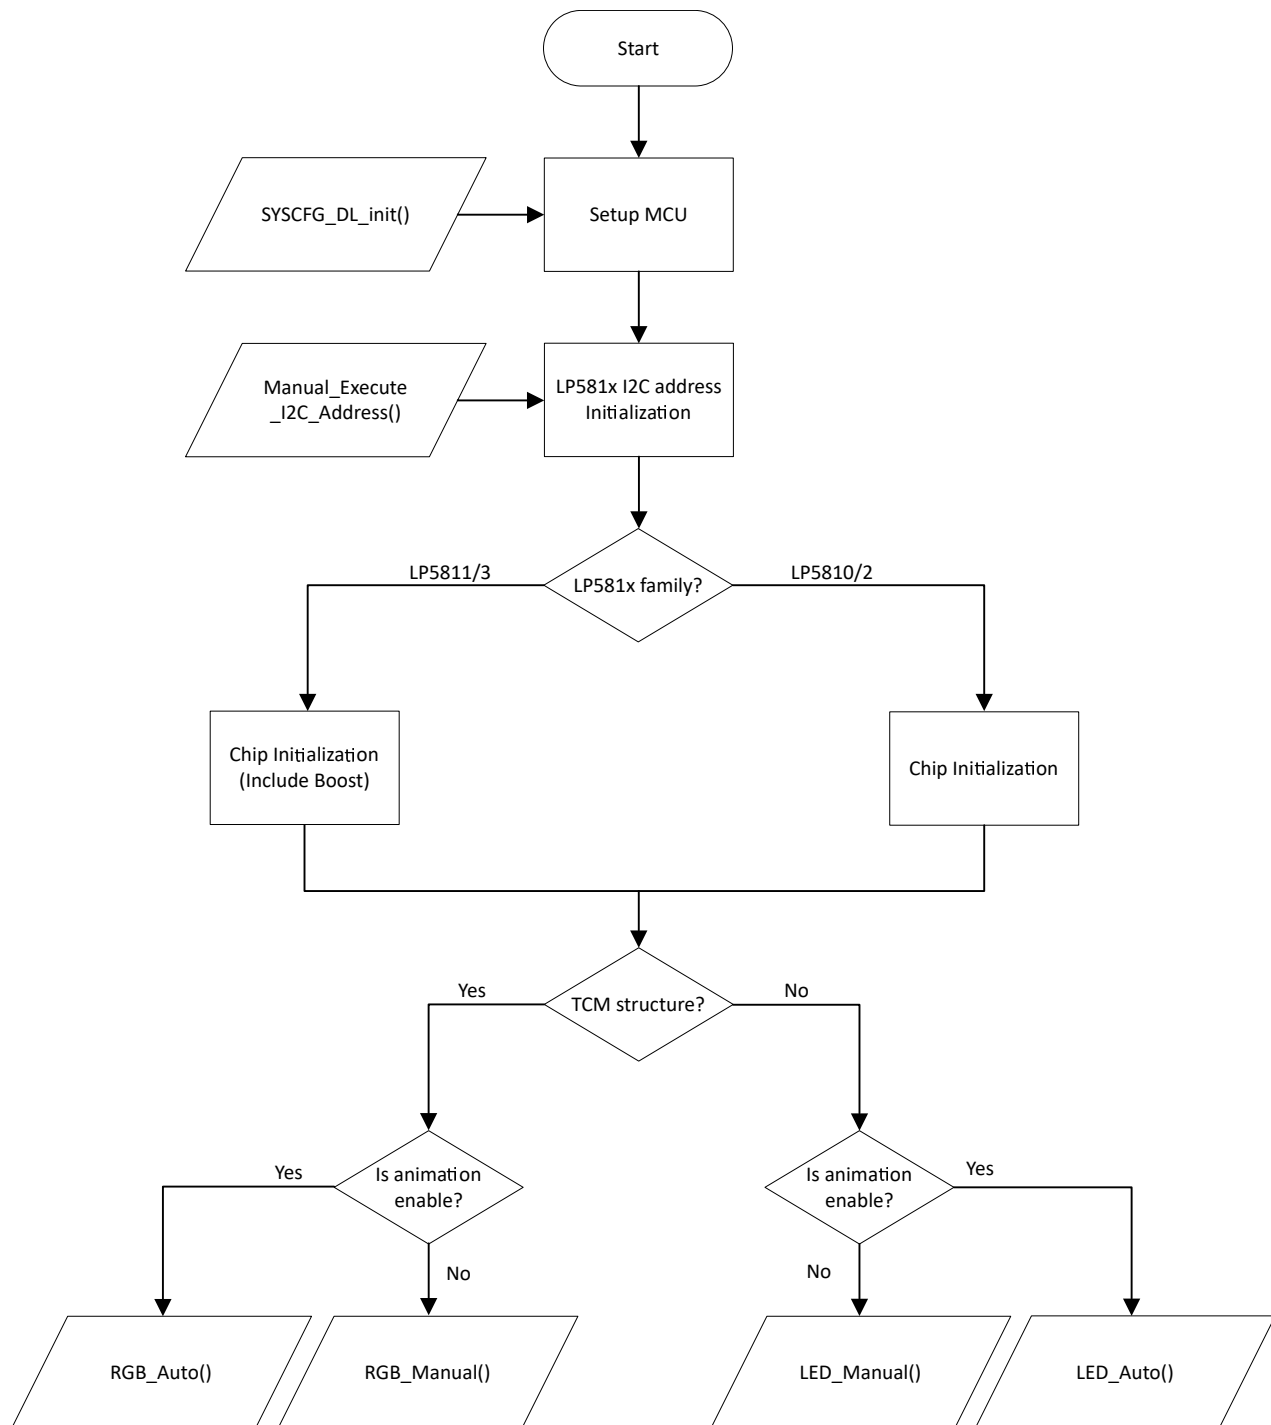 Start
SYSCFG_DL_init()
Setup MCU
Manual_Execute
_I2C_Address()
LP581x I2C address
Initialization
LP5811/3
LP581x family?
LP5810/2
Chip Initialization
(Include Boost)
Chip Initialization
Yes
TCM structure?
No
Yes
Is animation
enable?
No
Is animation
enable?
Yes
No
RGB_Auto()
RGB_Manual()
LED_Manual()
LED_Auto()